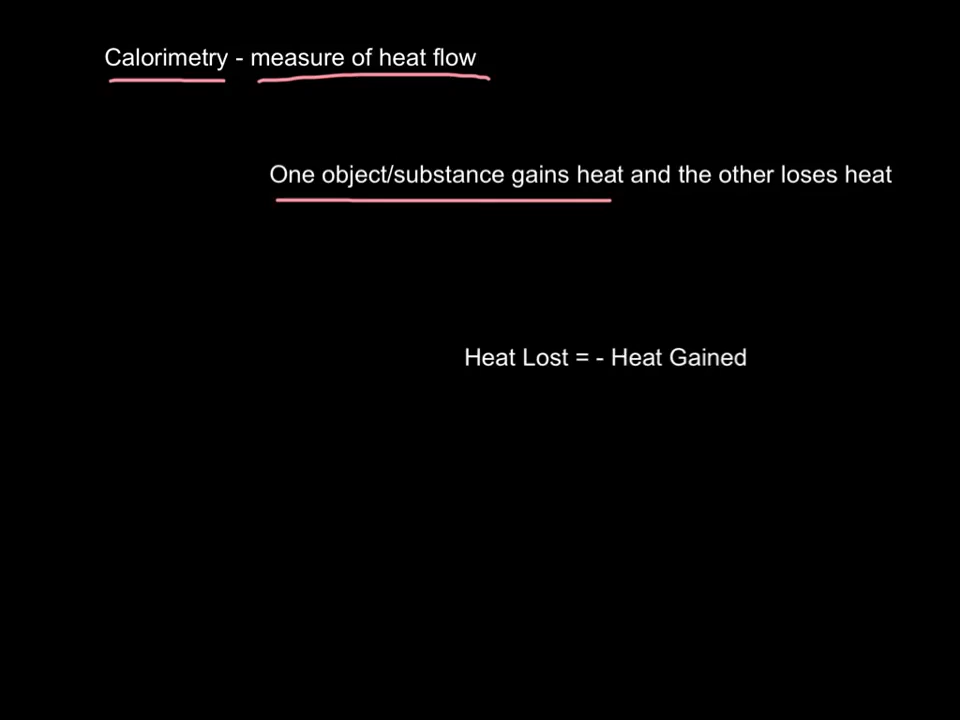 Calorimetry - measure of heat flow
One object/substance gains heat and the other loses heat
Heat Lost = - Heat Gained